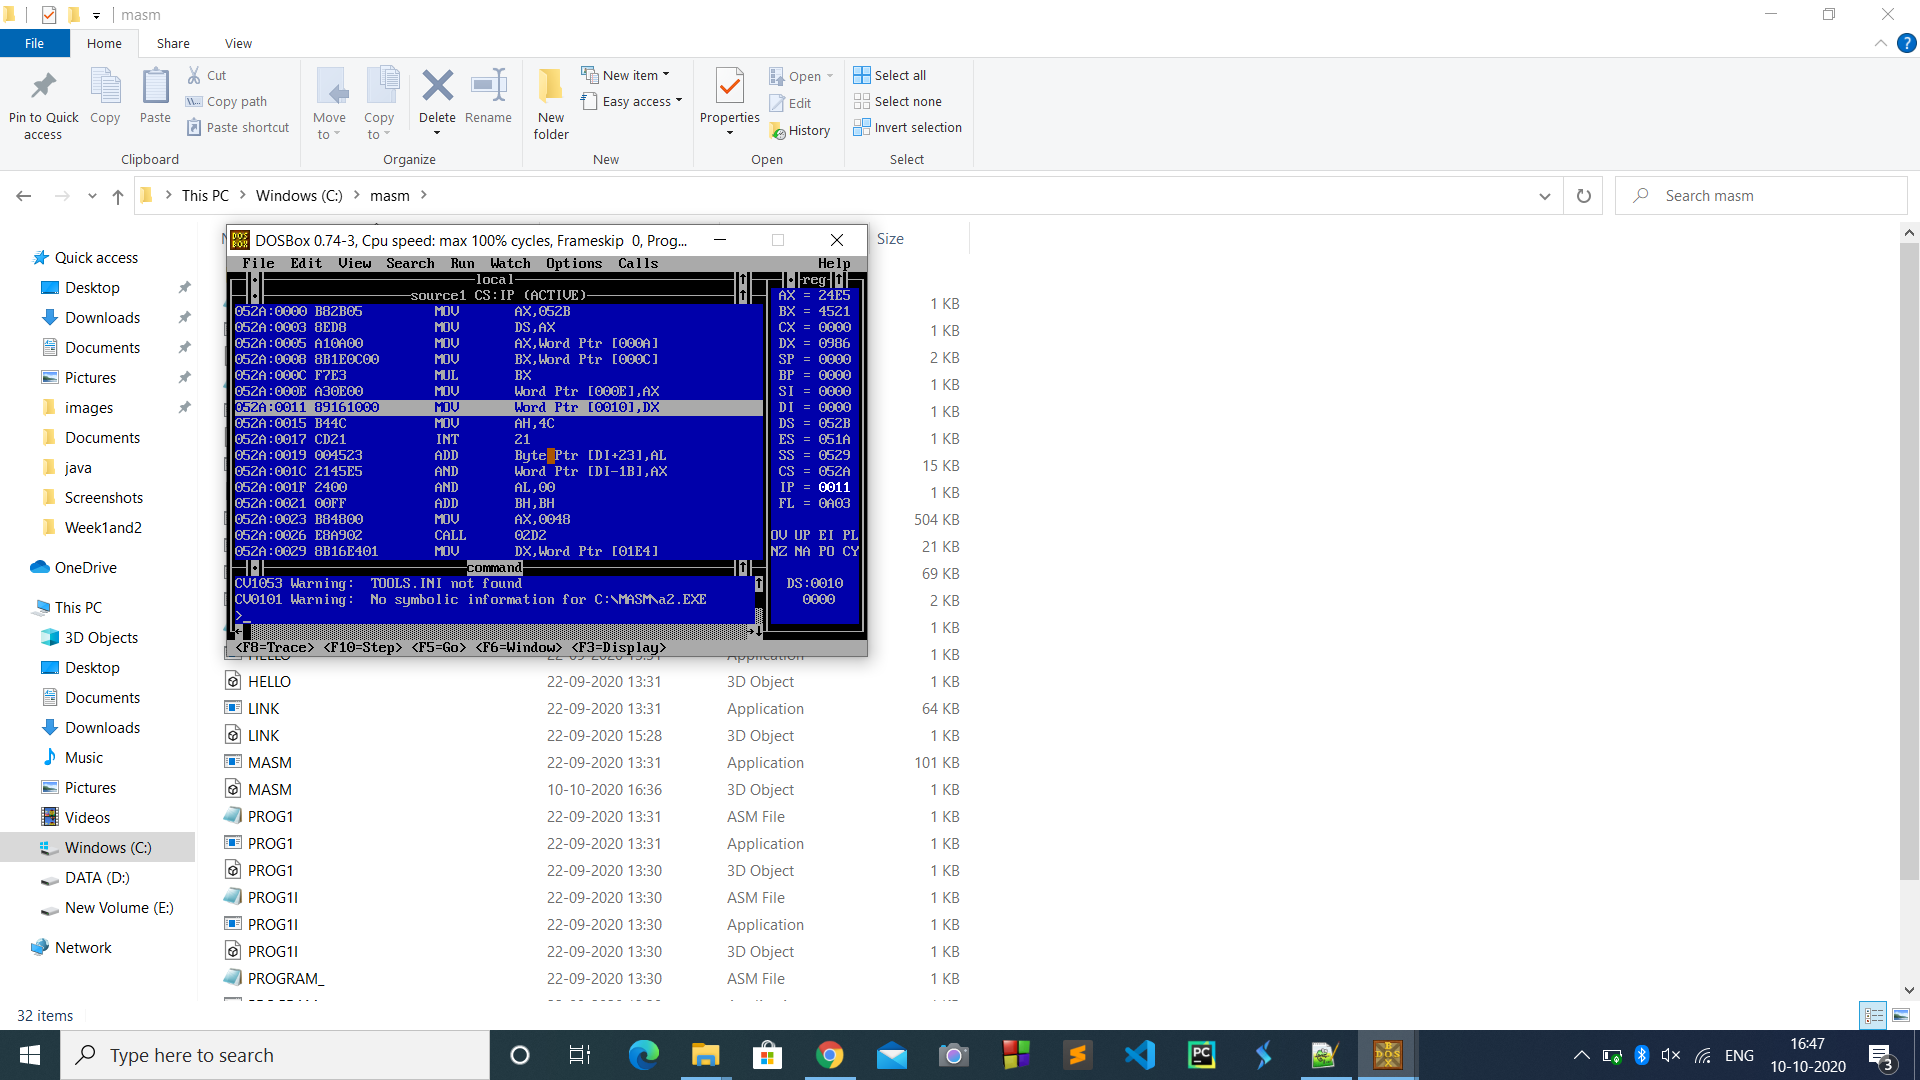 masm
File Home Share View
Pin to Quick access
Copy
Paste
Cut
Copy path
Paste shortcut
Clipboard
Move to
Copy to
Delete
Rename
Organize
New folder
New item
Easy access
New
Properties
Open
Edit
History
Open
Select all
Select none
Invert selection
Select
This PC > Windows (C:) > masm >
Search masm
Quick access
Desktop
Downloads
Documents
Pictures
images
Documents
java
Screenshots
Week1and2
OneDrive
This PC
3D Objects
Desktop
Documents
Downloads
Music
Pictures
Videos
Windows (C:)
DATA (D:)
New Volume (E:)
Network
Size
DOSBox 0.74-3, Cpu speed: max 100% cycles, Frameskip 0, Prog...
File Edit View Search Run Watch Options Calls Help
local
source1 CS:IP (ACTIVE)
052A:0000 B82B05 MOV AX,052B
052A:0003 8ED8 MOV DS,AX
052A:0005 A10A00 MOV AX,Word Ptr [000A]
052A:0008 8B1E0C00 MOV BX,Word Ptr [000C]
052A:000C F7E3 MUL BX
052A:000E A30E00 MOV Word Ptr [000E],AX
052A:0011 89161000 MOV Word Ptr [0010],DX
052A:0015 B44C MOV AH,4C
052A:0017 CD21 INT 21
052A:0019 004523 ADD Byte Ptr [DI+23],AL
052A:001C 2145E5 AND Word Ptr [DI-1B],AX
052A:001F 2400 AND AL,00
052A:0021 00FF ADD BH,BH
052A:0023 B84800 MOV AX,0048
052A:0026 E8A902 CALL 02D2
052A:0029 8B16E401 MOV DX,Word Ptr [01E4]
command
CV1053 Warning: TOOLS.INI not found
CV0101 Warning: No symbolic information for C:\MASM\a2.EXE
>_
reg
AX = 24E5
BX = 4521
CX = 0000
DX = 0986
SP = 0000
BP = 0000
SI = 0000
DI = 0000
DS = 052B
ES = 051A
SS = 0529
CS = 052A
IP = 0011
FL = 0A03
OV UP EI PL
NZ NA PO CY
DS:0010
0000
<F8=Trace> <F10=Step> <F5=Go> <F6=Window> <F3=Display>
1 KB
1 KB
2 KB
1 KB
1 KB
1 KB
15 KB
1 KB
504 KB
21 KB
69 KB
2 KB
1 KB
HELLO 22-09-2020 13:31 Application 1 KB
HELLO 22-09-2020 13:31 3D Object 1 KB
LINK 22-09-2020 13:31 Application 64 KB
LINK 22-09-2020 15:28 3D Object 1 KB
MASM 22-09-2020 13:31 Application 101 KB
MASM 10-10-2020 16:36 3D Object 1 KB
PROG1 22-09-2020 13:31 ASM File 1 KB
PROG1 22-09-2020 13:31 Application 1 KB
PROG1 22-09-2020 13:30 3D Object 1 KB
PROG1I 22-09-2020 13:30 ASM File 1 KB
PROG1I 22-09-2020 13:30 Application 1 KB
PROG1I 22-09-2020 13:30 3D Object 1 KB
PROGRAM_ 22-09-2020 13:30 ASM File 1 KB
32 items
Type here to search
ENG
16:47
10-10-2020
3